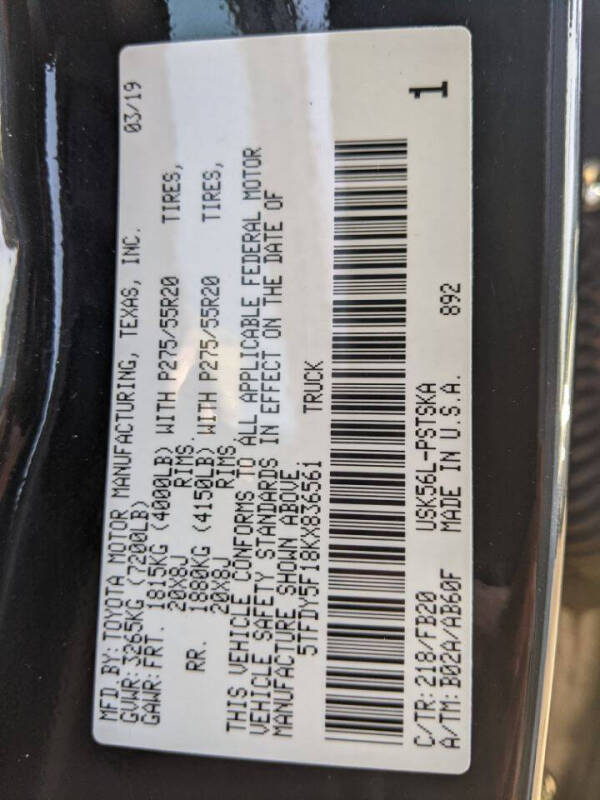 MFD BY: TOYOTA MOTOR MANUFACTURING, TEXAS, INC. 03/19
GVWR: 3265KG (7200LB)
GAWR: FRT. 1815KG (4000LB) WITH P275/55R20 TIRES,
20X8J RIMS,
RR. 1880KG (4150LB) WITH P275/55R20 TIRES,
20X8J RIMS,
THIS VEHICLE CONFORMS TO ALL APPLICABLE FEDERAL MOTOR
VEHICLE SAFETY STANDARDS IN EFFECT ON THE DATE OF
MANUFACTURE SHOWN ABOVE.
5TFDY5F18KX836561 TRUCK
C/TR: 218/FB20 USK56L-PSTSKA
A/TM: B02A/AB60F MADE IN U.S.A. 892
1